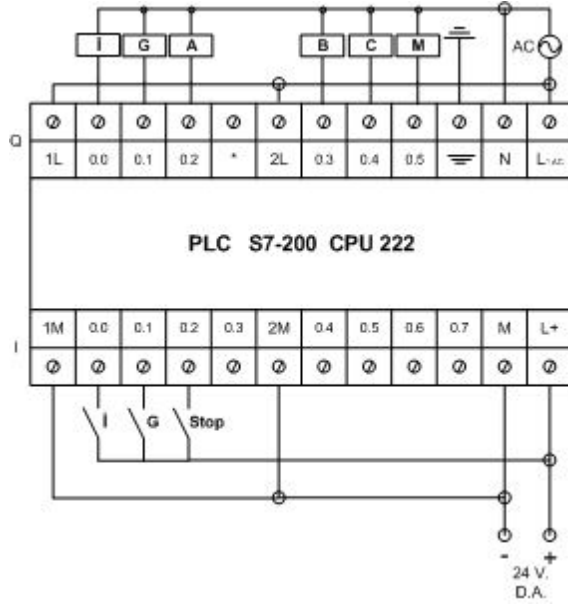 İ G A B C M AC
Q
1L 0.0 0.1 0.2 * 2L 0.3 0.4 0.5 N L~AC
PLC S7-200 CPU 222
1M 0.0 0.1 0.2 0.3 2M 0.4 0.5 0.6 0.7 M L+
I
İ G Stop
- +
24 V.
D.A.